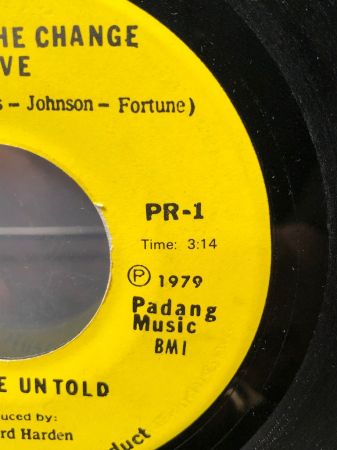 HE CHANGE
VE
s - Johnson - Fortune)
PR-1
Time: 3:14
Ⓟ 1979
Padang
Music
BMI
E UNTOLD
uced by:
rd Harden
duct